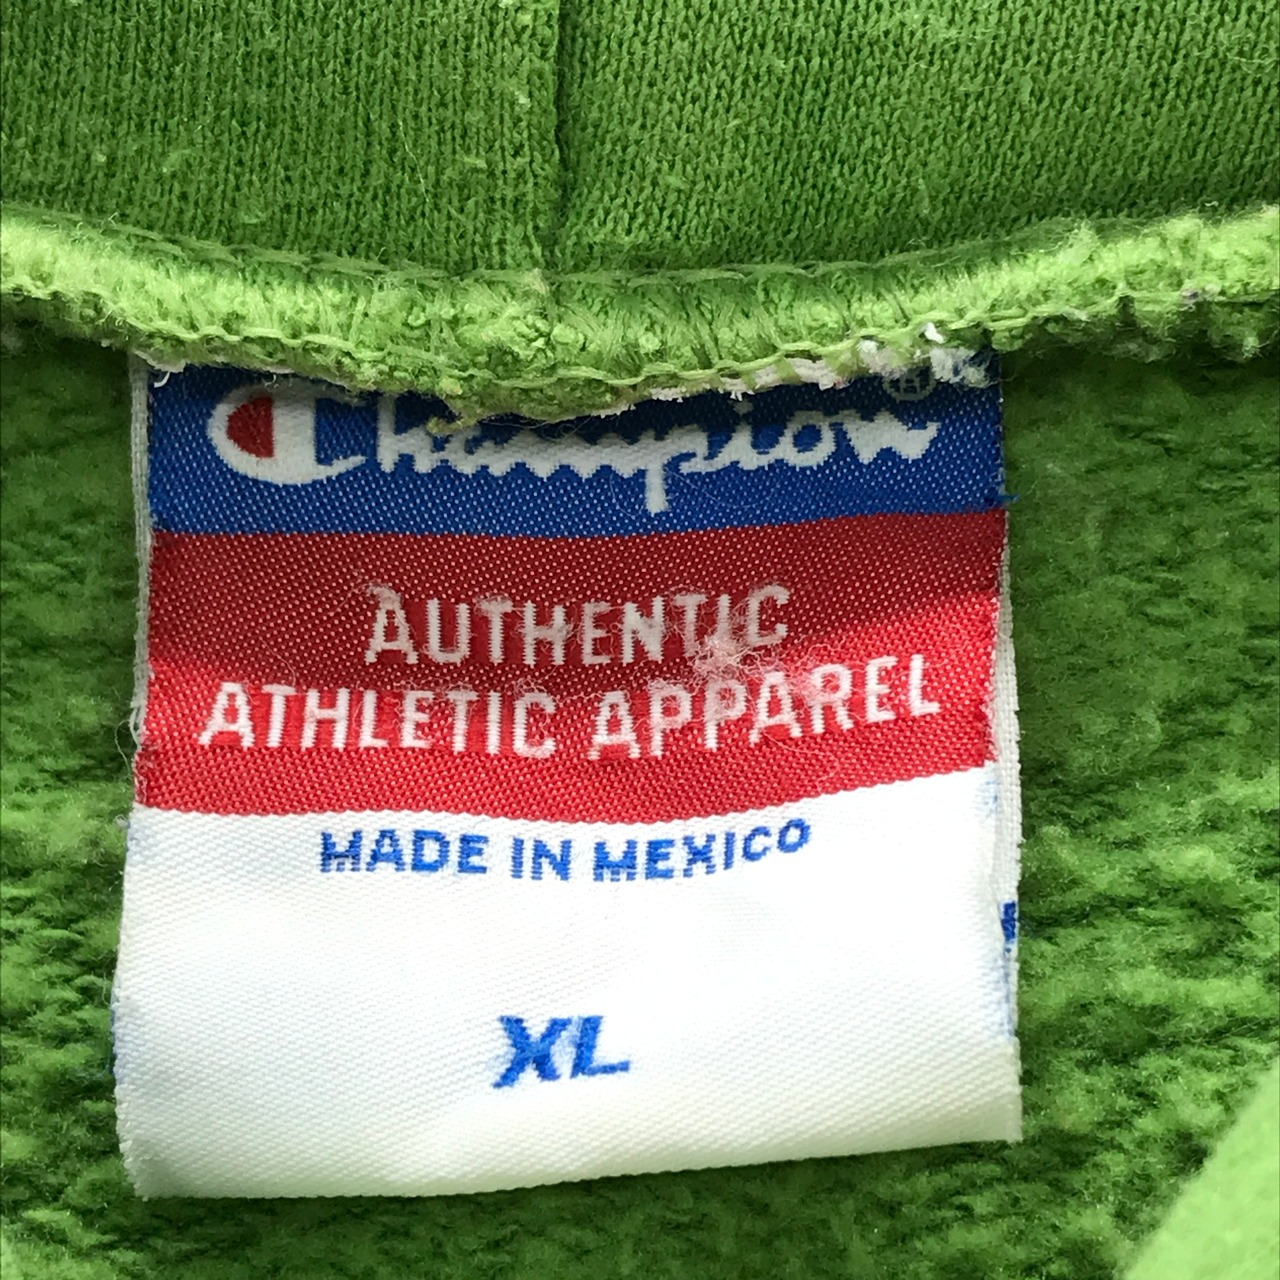 Champion®
AUTHENTIC
ATHLETIC APPAREL
MADE IN MEXICO
XL